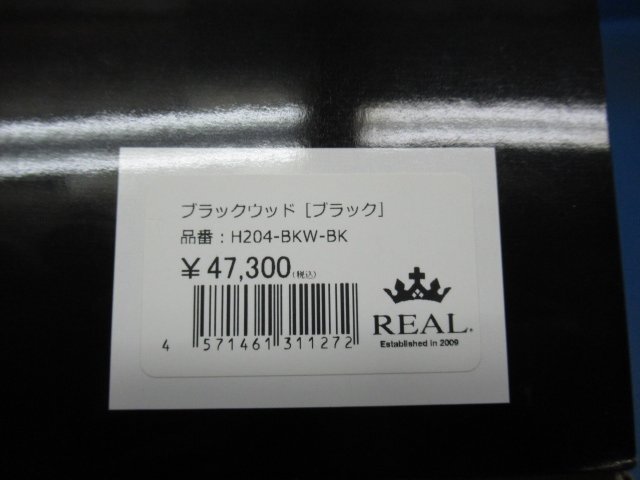 ブラックウッド [ブラック]
品番 : H204-BKW-BK
¥ 47,300(税込)
4 571461 311272
REAL.
Established in 2009